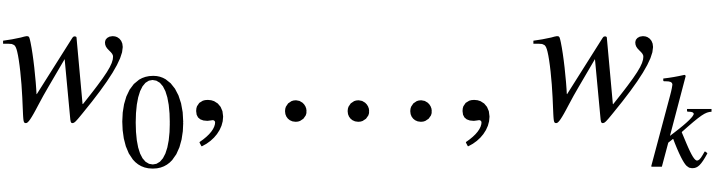 w₀, ..., wₖ